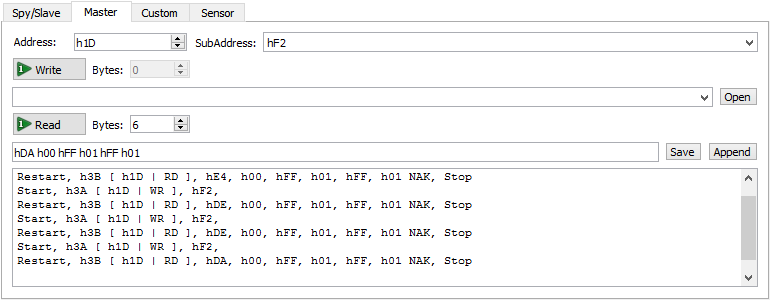 Spy/Slave Master Custom Sensor
Address: h1D SubAddress: hF2
Write Bytes: 0
Open
Read Bytes: 6
hDA h00 hFF h01 hFF h01 Save Append
Restart, h3B [ h1D | RD ], hE4, h00, hFF, h01, hFF, h01 NAK, Stop
Start, h3A [ h1D | WR ], hF2,
Restart, h3B [ h1D | RD ], hDE, h00, hFF, h01, hFF, h01 NAK, Stop
Start, h3A [ h1D | WR ], hF2,
Restart, h3B [ h1D | RD ], hDE, h00, hFF, h01, hFF, h01 NAK, Stop
Start, h3A [ h1D | WR ], hF2,
Restart, h3B [ h1D | RD ], hDA, h00, hFF, h01, hFF, h01 NAK, Stop